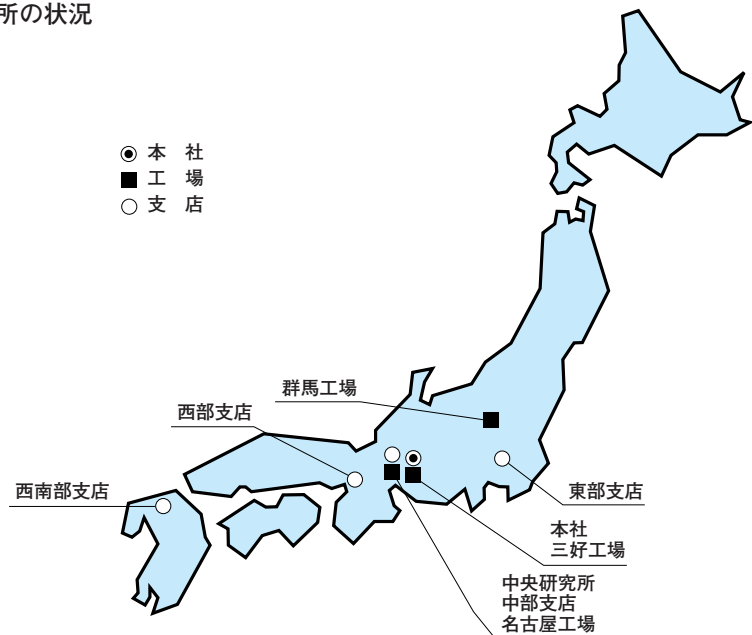 所の状況
本 社
工 場
支 店
群馬工場
西部支店
西南部支店
東部支店
本社
三好工場
中央研究所
中部支店
名古屋工場